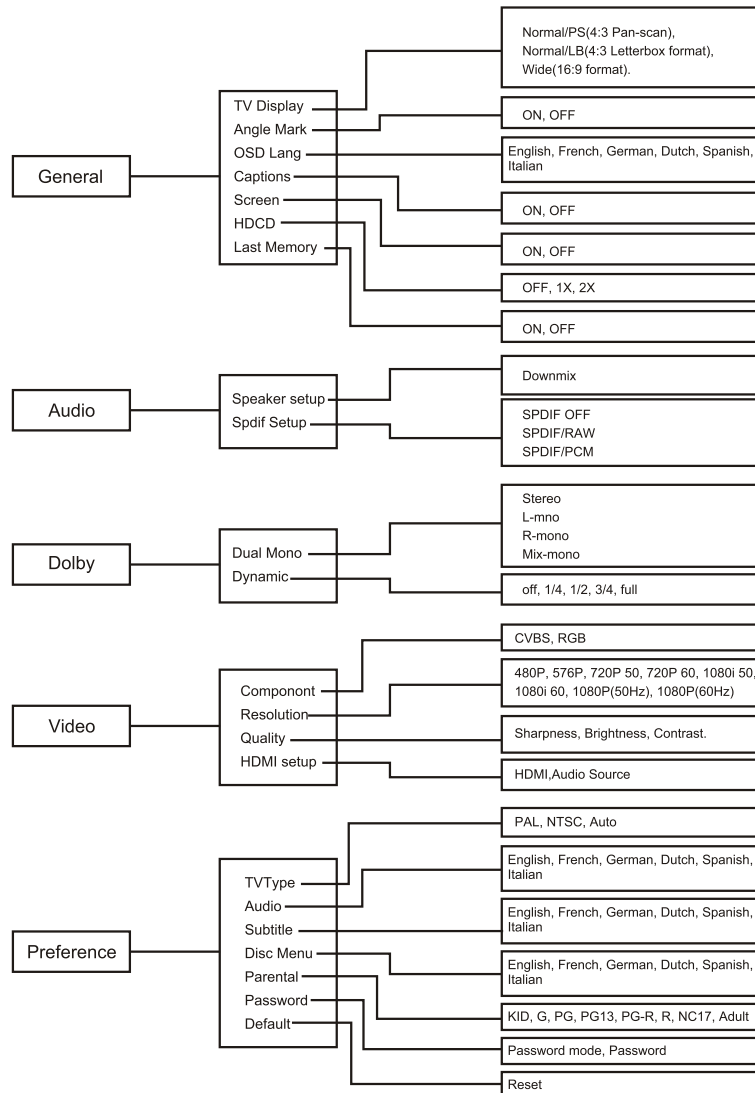 General
TV Display
Angle Mark
OSD Lang
Captions
Screen
HDCD
Last Memory
Normal/PS(4:3 Pan-scan),
Normal/LB(4:3 Letterbox format),
Wide(16:9 format).
ON, OFF
English, French, German, Dutch, Spanish,
Italian
ON, OFF
ON, OFF
OFF, 1X, 2X
ON, OFF
Audio
Speaker setup
Spdif Setup
Downmix
SPDIF OFF
SPDIF/RAW
SPDIF/PCM
Dolby
Dual Mono
Dynamic
Stereo
L-mno
R-mono
Mix-mono
off, 1/4, 1/2, 3/4, full
Video
Componont
Resolution
Quality
HDMI setup
CVBS, RGB
480P, 576P, 720P 50, 720P 60, 1080i 50,
1080i 60, 1080P(50Hz), 1080P(60Hz)
Sharpness, Brightness, Contrast.
HDMI,Audio Source
Preference
TVType
Audio
Subtitle
Disc Menu
Parental
Password
Default
PAL, NTSC, Auto
English, French, German, Dutch, Spanish,
Italian
English, French, German, Dutch, Spanish,
Italian
English, French, German, Dutch, Spanish,
Italian
KID, G, PG, PG13, PG-R, R, NC17, Adult
Password mode, Password
Reset